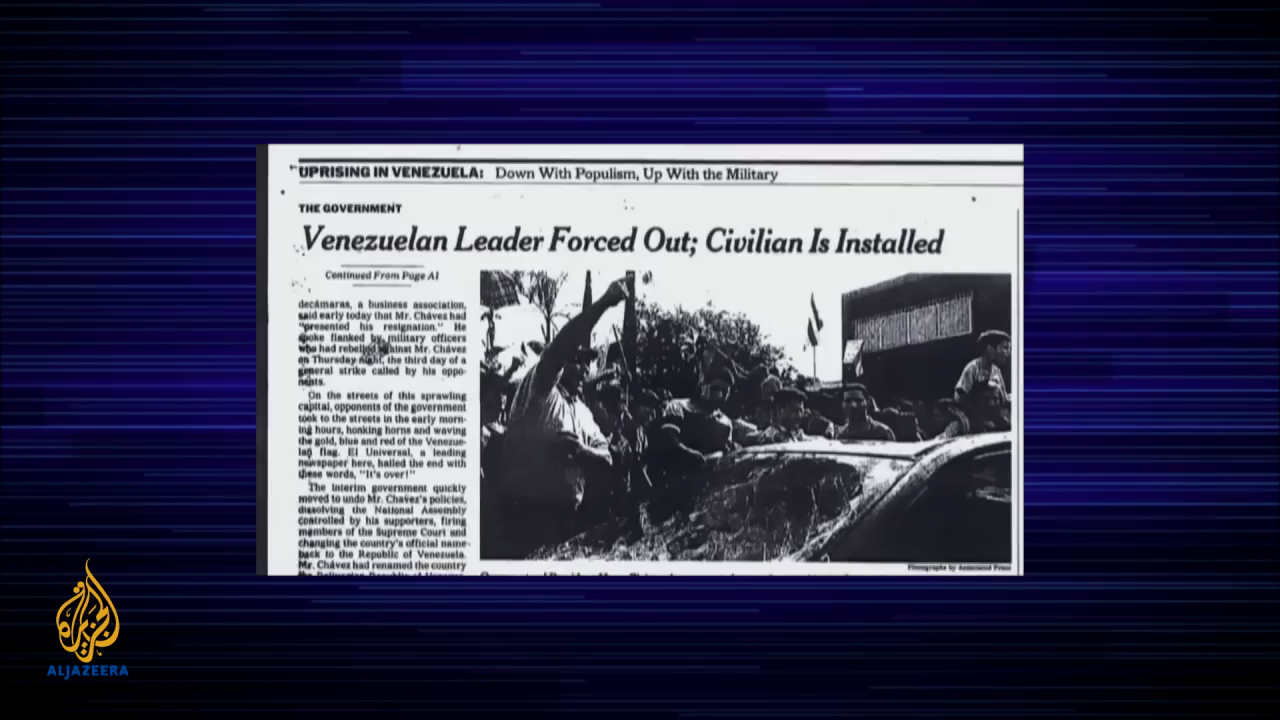 UPRISING IN VENEZUELA: Down With Populism, Up With the Military
THE GOVERNMENT
Venezuelan Leader Forced Out; Civilian Is Installed
Continued From Page A1
decámaras, a business association,
said early today that Mr. Chávez had
"presented his resignation." He
spoke flanked by military officers
who had rebelled against Mr. Chávez
on Thursday night, the third day of a
general strike called by his oppo-
nents.
On the streets of this sprawling
capital, opponents of the government
took to the streets in the early morn-
ing hours, honking horns and waving
the gold, blue and red of the Venezue-
lan flag. El Universal, a leading
newspaper here, hailed the end with
these words, "It's over!"
The interim government quickly
moved to undo Mr. Chavez's policies,
dissolving the National Assembly
controlled by his supporters, firing
members of the Supreme Court and
changing the country's official name
back to the Republic of Venezuela.
Mr. Chávez had renamed the country
Photographs by Associated Press
الجزيرة
ALJAZEERA